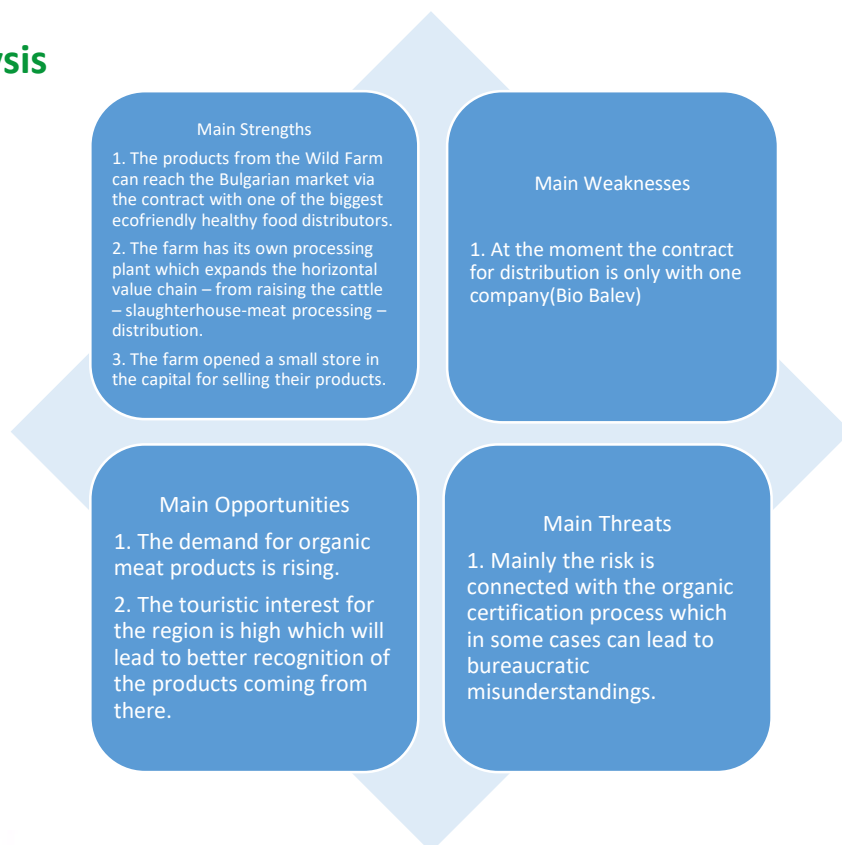 ysis
Main Strengths
1. The products from the Wild Farm
can reach the Bulgarian market via
the contract with one of the biggest
ecofriendly healthy food distributors.
2. The farm has its own processing
plant which expands the horizontal
value chain – from raising the cattle
– slaughterhouse-meat processing –
distribution.
3. The farm opened a small store in
the capital for selling their products.
Main Weaknesses
1. At the moment the contract
for distribution is only with one
company(Bio Balev)
Main Opportunities
1. The demand for organic
meat products is rising.
2. The touristic interest for
the region is high which will
lead to better recognition of
the products coming from
there.
Main Threats
1. Mainly the risk is
connected with the organic
certification process which
in some cases can lead to
bureaucratic
misunderstandings.